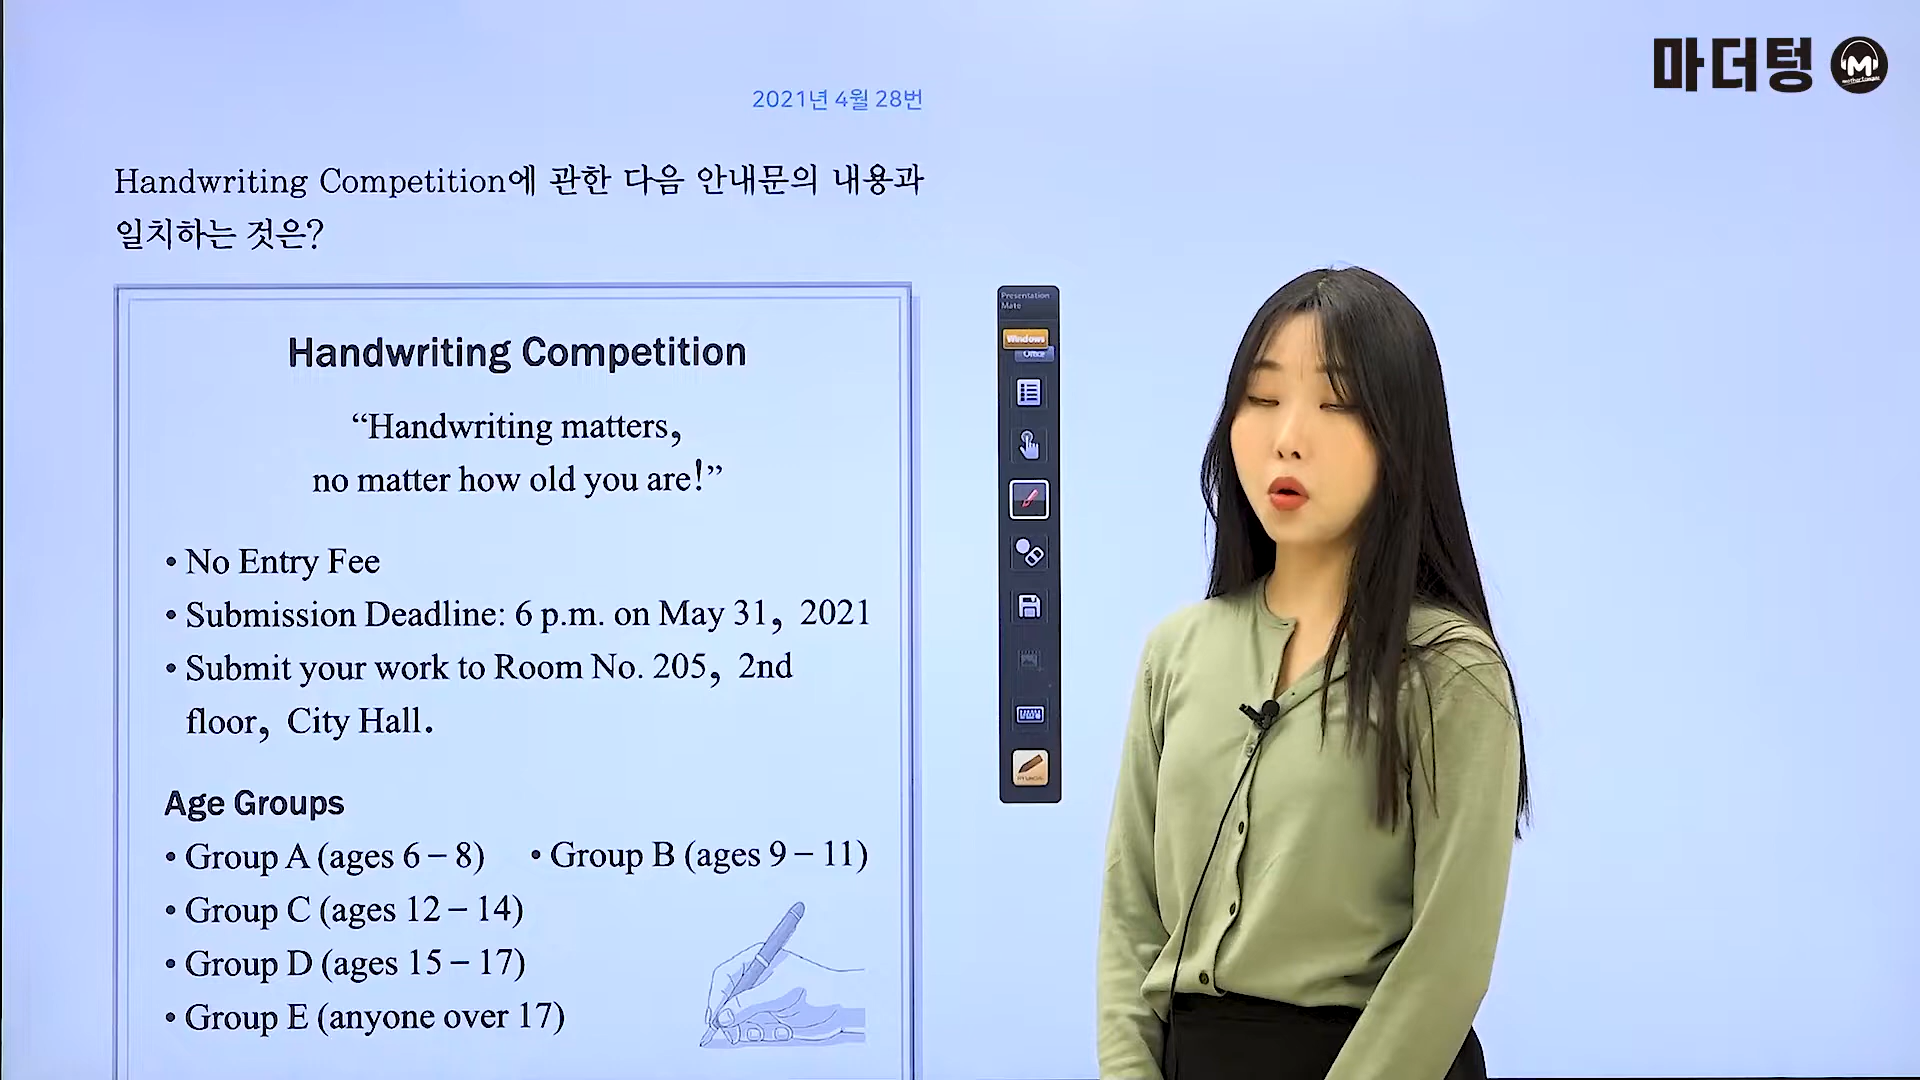 마더텅
M
2021년 4월 28번
Handwriting Competition에 관한 다음 안내문의 내용과
일치하는 것은?
Presentation
Mate
Windows
Office
Handwriting Competition
“Handwriting matters,
no matter how old you are!”
• No Entry Fee
• Submission Deadline: 6 p.m. on May 31, 2021
• Submit your work to Room No. 205, 2nd
floor, City Hall.
Age Groups
• Group A (ages 6 – 8) • Group B (ages 9 – 11)
• Group C (ages 12 – 14)
• Group D (ages 15 – 17)
• Group E (anyone over 17)